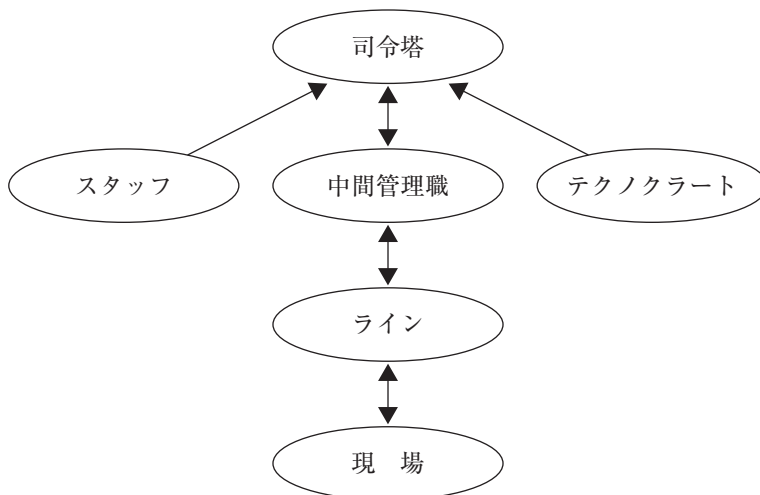 司令塔
スタッフ
中間管理職
テクノクラート
ライン
現　場